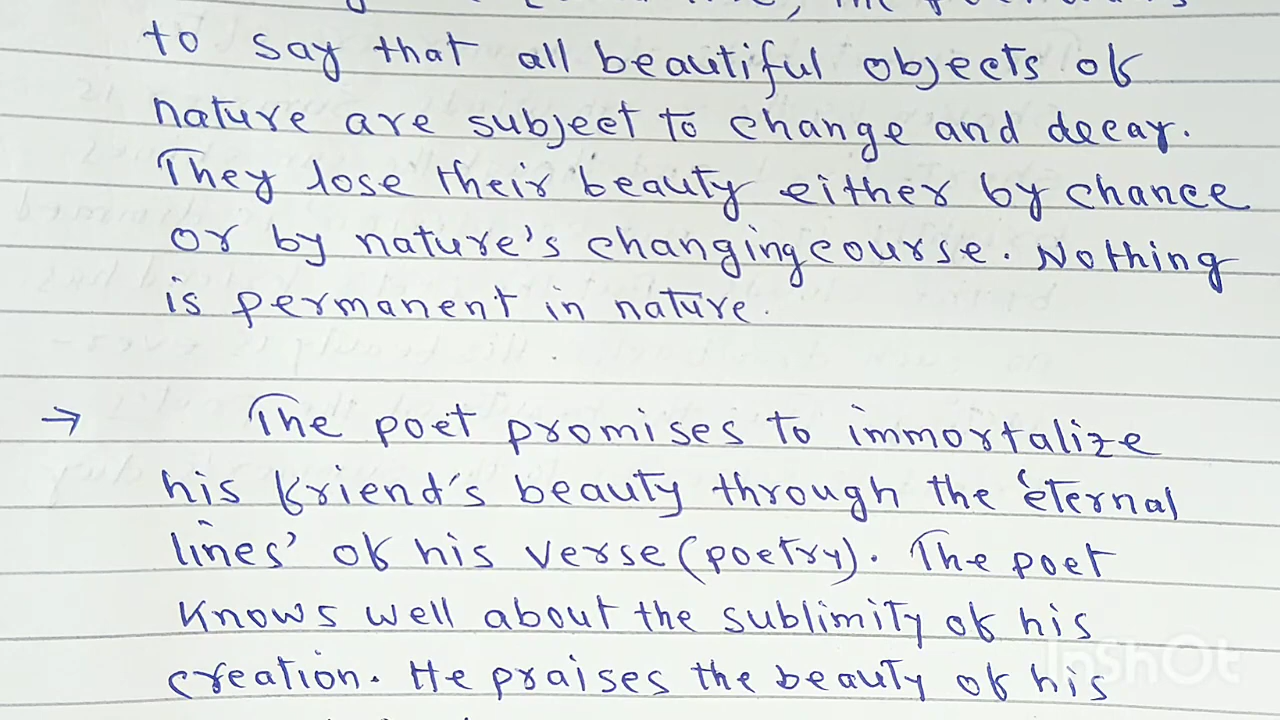 to say that all beautiful objects of
nature are subject to change and decay.
They lose their beauty either by chance
or by nature's changing course. Nothing
is permanent in nature.
→ The poet promises to immortalize
his friend's beauty through the 'eternal
lines' of his verse (poetry). The poet
knows well about the sublimity of his
creation. He praises the beauty of his
InShOt